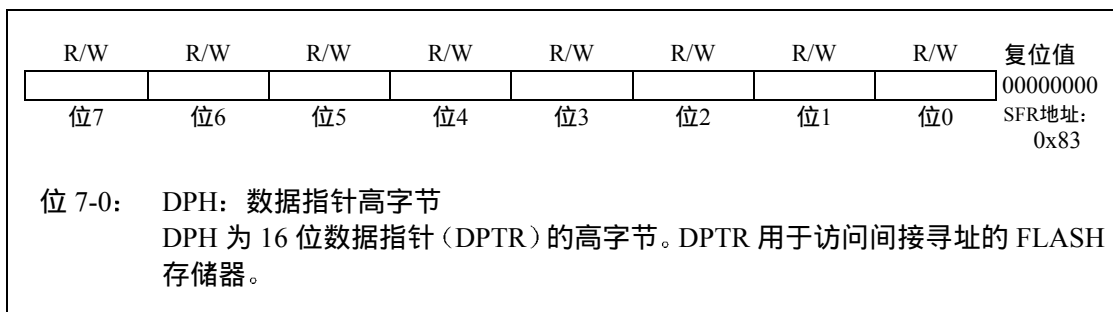 R/W R/W R/W R/W R/W R/W R/W R/W 复位值
00000000
位7 位6 位5 位4 位3 位2 位1 位0 SFR地址：
0x83
位 7-0： DPH：数据指针高字节
DPH 为 16 位数据指针（DPTR）的高字节。DPTR 用于访问间接寻址的 FLASH
存储器。